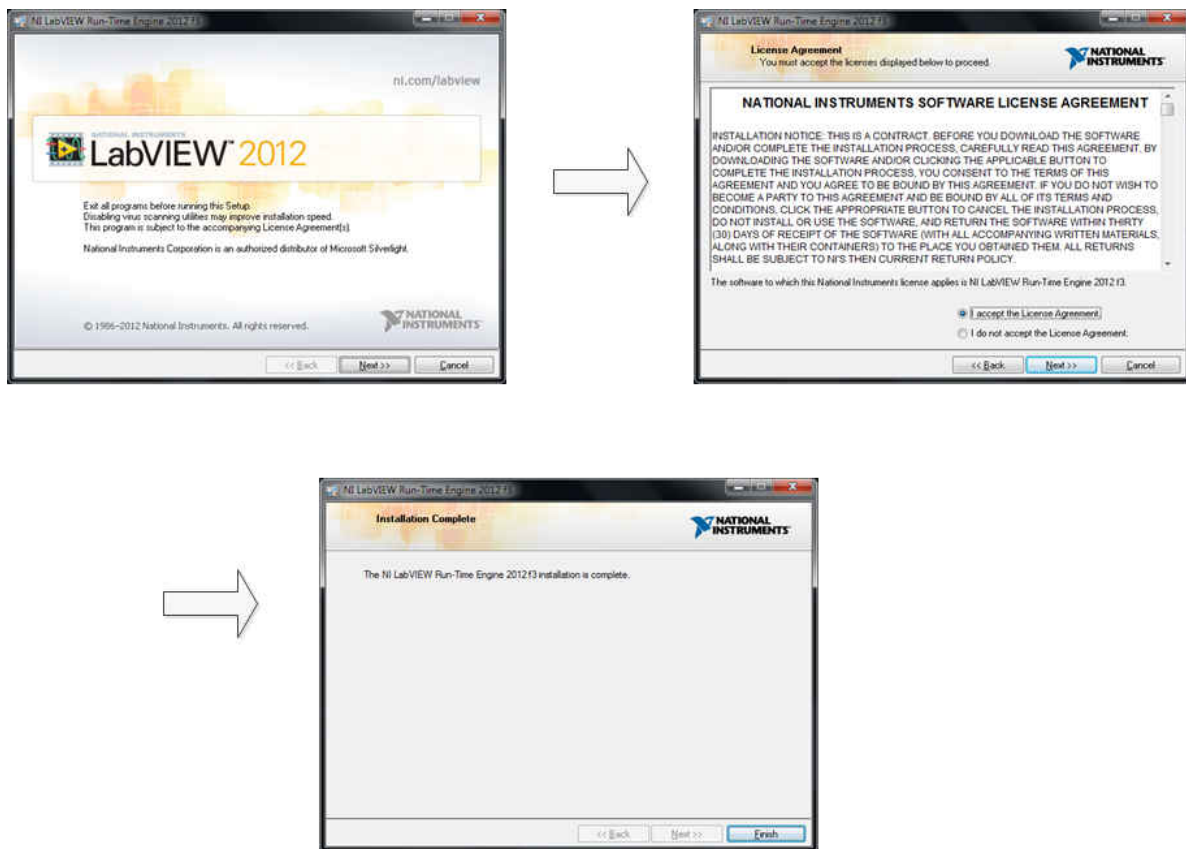 NI LabVIEW Run-Time Engine 2012 f3
ni.com/labview
NATIONAL INSTRUMENTS
LabVIEW™ 2012
Exit all programs before running this Setup.
Disabling virus scanning utilities may improve installation speed.
This program is subject to the accompanying License Agreement(s).
National Instruments Corporation is an authorized distributor of Microsoft Silverlight.
© 1986–2012 National Instruments. All rights reserved.
NATIONAL
INSTRUMENTS
<< Back Next >> Cancel
NI LabVIEW Run-Time Engine 2012 f3
License Agreement
You must accept the licenses displayed below to proceed.
NATIONAL
INSTRUMENTS
NATIONAL INSTRUMENTS SOFTWARE LICENSE AGREEMENT
INSTALLATION NOTICE: THIS IS A CONTRACT. BEFORE YOU DOWNLOAD THE SOFTWARE
AND/OR COMPLETE THE INSTALLATION PROCESS, CAREFULLY READ THIS AGREEMENT. BY
DOWNLOADING THE SOFTWARE AND/OR CLICKING THE APPLICABLE BUTTON TO
COMPLETE THE INSTALLATION PROCESS, YOU CONSENT TO THE TERMS OF THIS
AGREEMENT AND YOU AGREE TO BE BOUND BY THIS AGREEMENT. IF YOU DO NOT WISH TO
BECOME A PARTY TO THIS AGREEMENT AND BE BOUND BY ALL OF ITS TERMS AND
CONDITIONS, CLICK THE APPROPRIATE BUTTON TO CANCEL THE INSTALLATION PROCESS,
DO NOT INSTALL OR USE THE SOFTWARE, AND RETURN THE SOFTWARE WITHIN THIRTY
(30) DAYS OF RECEIPT OF THE SOFTWARE (WITH ALL ACCOMPANYING WRITTEN MATERIALS,
ALONG WITH THEIR CONTAINERS) TO THE PLACE YOU OBTAINED THEM. ALL RETURNS
SHALL BE SUBJECT TO NI'S THEN CURRENT RETURN POLICY.
The software to which this National Instruments license applies is NI LabVIEW Run-Time Engine 2012 f3.
I accept the License Agreement.
I do not accept the License Agreement.
<< Back Next >> Cancel
NI LabVIEW Run-Time Engine 2012 f3
Installation Complete
NATIONAL
INSTRUMENTS
The NI LabVIEW Run-Time Engine 2012 f3 installation is complete.
<< Back Next >> Finish